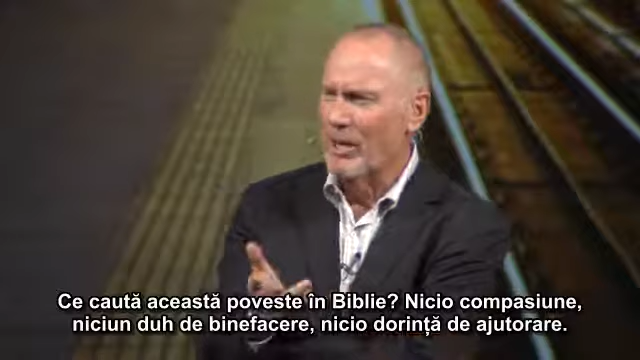 Ce caută această poveste în Biblie? Nicio compasiune,
niciun duh de binefacere, nicio dorință de ajutorare.